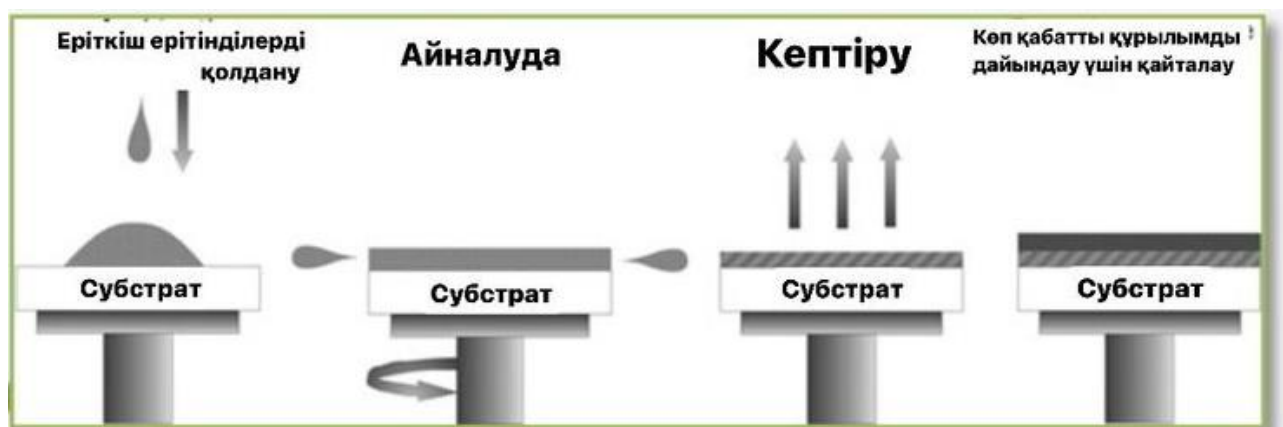 Еріткіш ерітінділерді
қолдану
Айналуда
Кептіру
Көп қабатты құрылымды
дайындау үшін қайталау
Субстрат
Субстрат
Субстрат
Субстрат